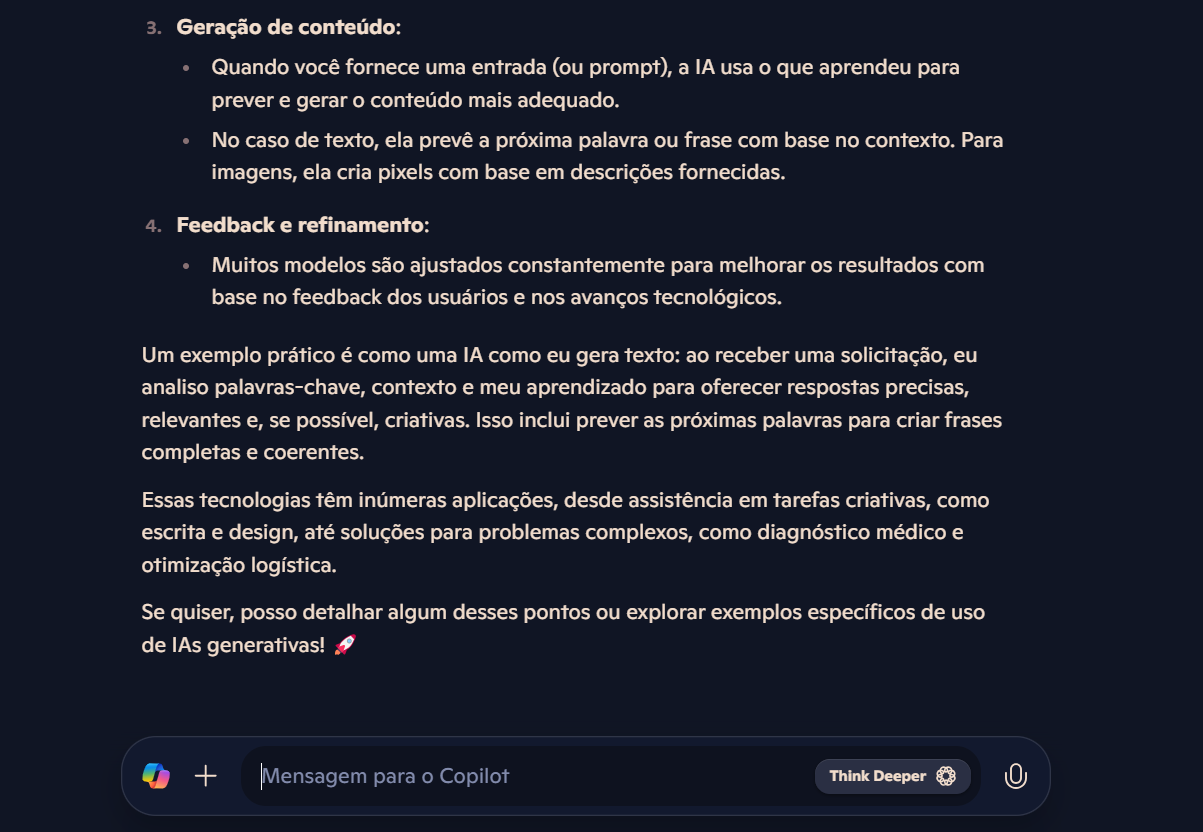 3. Geração de conteúdo:
• Quando você fornece uma entrada (ou prompt), a IA usa o que aprendeu para
prever e gerar o conteúdo mais adequado.
• No caso de texto, ela prevê a próxima palavra ou frase com base no contexto. Para
imagens, ela cria pixels com base em descrições fornecidas.
4. Feedback e refinamento:
• Muitos modelos são ajustados constantemente para melhorar os resultados com
base no feedback dos usuários e nos avanços tecnológicos.
Um exemplo prático é como uma IA como eu gera texto: ao receber uma solicitação, eu
analiso palavras-chave, contexto e meu aprendizado para oferecer respostas precisas,
relevantes e, se possível, criativas. Isso inclui prever as próximas palavras para criar frases
completas e coerentes.
Essas tecnologias têm inúmeras aplicações, desde assistência em tarefas criativas, como
escrita e design, até soluções para problemas complexos, como diagnóstico médico e
otimização logística.
Se quiser, posso detalhar algum desses pontos ou explorar exemplos específicos de uso
de IAs generativas! 🚀
Mensagem para o Copilot
Think Deeper